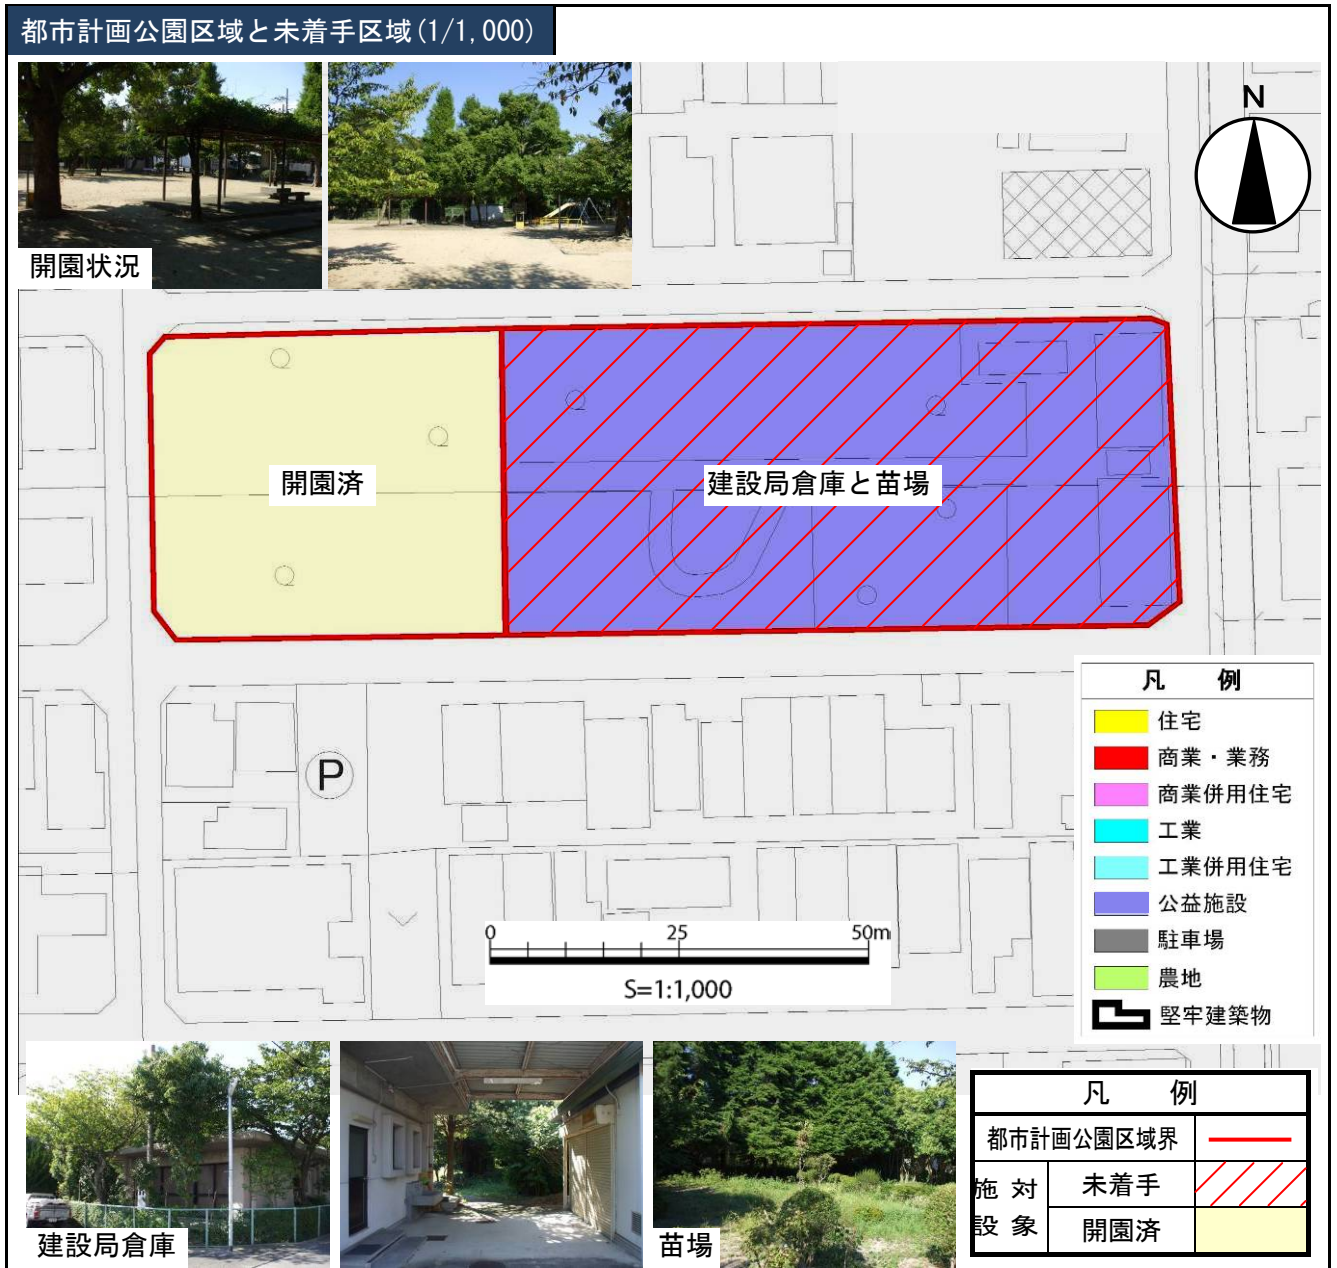 都市計画公園区域と未着手区域(1/1,000)
開園状況
N
開園済
建設局倉庫と苗場
P
凡 例
住宅
商業・業務
商業併用住宅
工業
工業併用住宅
公益施設
駐車場
農地
堅牢建築物
0 25 50m
S=1:1,000
建設局倉庫
苗場
凡 例
都市計画公園区域界
施設対象
未着手
開園済